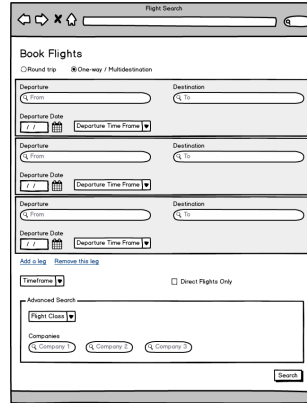 Flight Search
Book Flights
Round trip One-way / Multidestination
Departure Destination
From To
Departure Date
/ / Departure Time Frame
Departure Destination
From To
Departure Date
/ / Departure Time Frame
Departure Destination
From To
Departure Date
/ / Departure Time Frame
Add a leg Remove this leg
Timeframe Direct Flights Only
Advanced Search
Flight Class
Companies
Company 1 Company 2 Company 3
Search